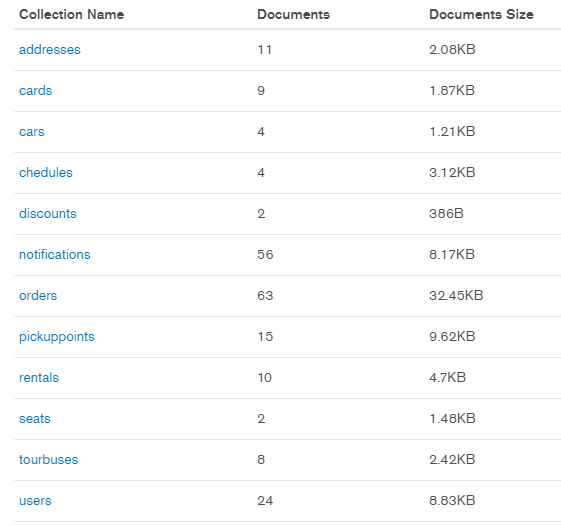 Collection Name Documents Documents Size
addresses 11 2.08KB
cards 9 1.87KB
cars 4 1.21KB
chedules 4 3.12KB
discounts 2 386B
notifications 56 8.17KB
orders 63 32.45KB
pickuppoints 15 9.62KB
rentals 10 4.7KB
seats 2 1.48KB
tourbuses 8 2.42KB
users 24 8.83KB